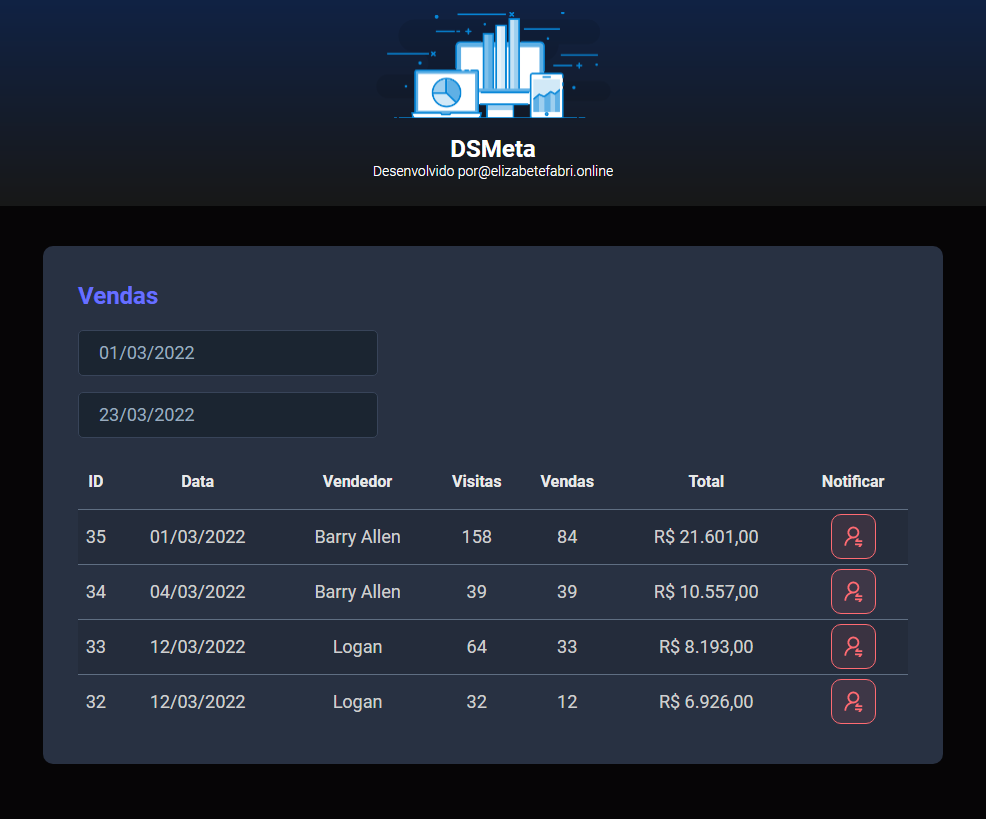 DSMeta
Desenvolvido por@elizabetefabri.online
Vendas
01/03/2022
23/03/2022
ID Data Vendedor Visitas Vendas Total Notificar
35 01/03/2022 Barry Allen 158 84 R$ 21.601,00
34 04/03/2022 Barry Allen 39 39 R$ 10.557,00
33 12/03/2022 Logan 64 33 R$ 8.193,00
32 12/03/2022 Logan 32 12 R$ 6.926,00